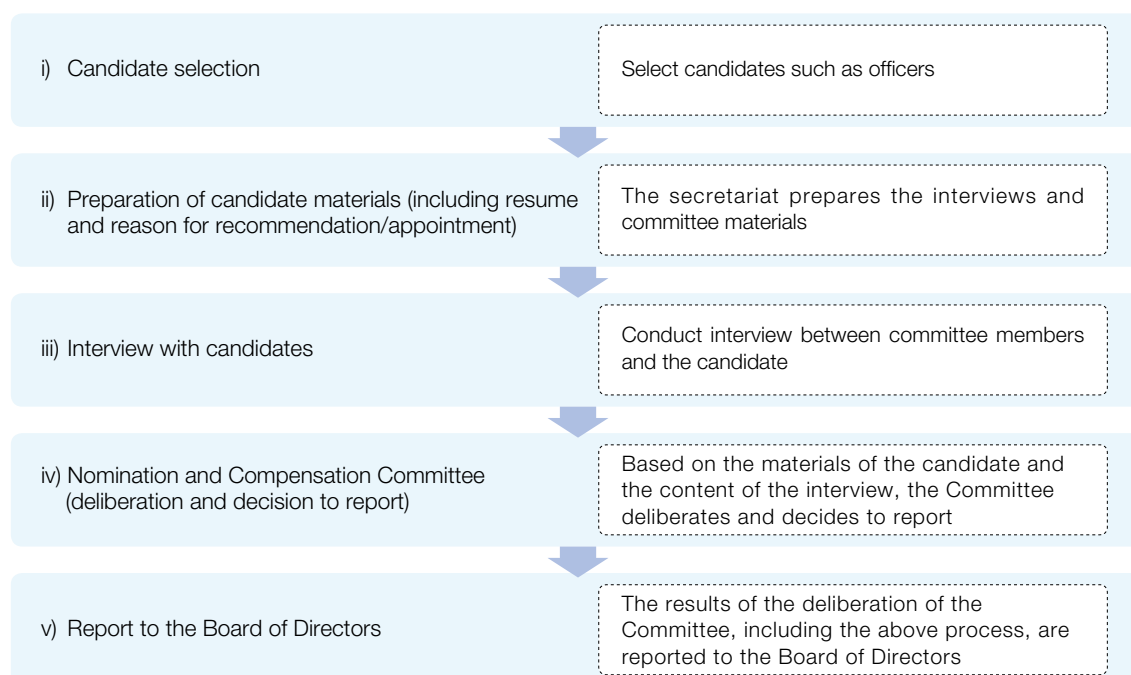 i) Candidate selection
Select candidates such as officers
ii) Preparation of candidate materials (including resume
and reason for recommendation/appointment)
The secretariat prepares the interviews and
committee materials
iii) Interview with candidates
Conduct interview between committee members
and the candidate
iv) Nomination and Compensation Committee
(deliberation and decision to report)
Based on the materials of the candidate and
the content of the interview, the Committee
deliberates and decides to report
v) Report to the Board of Directors
The results of the deliberation of the
Committee, including the above process, are
reported to the Board of Directors